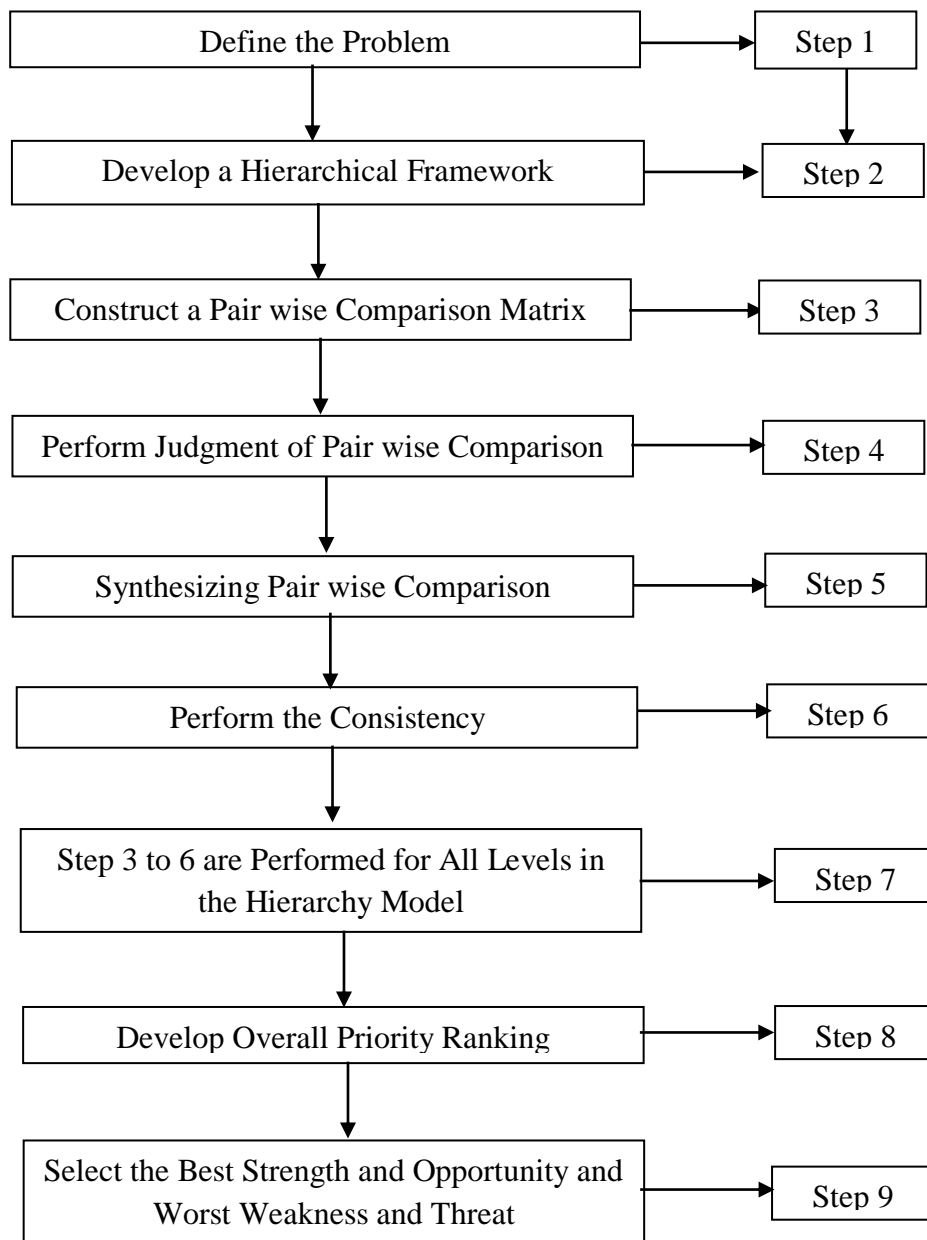 Define the Problem
Step 1
Develop a Hierarchical Framework
Step 2
Construct a Pair wise Comparison Matrix
Step 3
Perform Judgment of Pair wise Comparison
Step 4
Synthesizing Pair wise Comparison
Step 5
Perform the Consistency
Step 6
Step 3 to 6 are Performed for All Levels in
the Hierarchy Model
Step 7
Develop Overall Priority Ranking
Step 8
Select the Best Strength and Opportunity and
Worst Weakness and Threat
Step 9